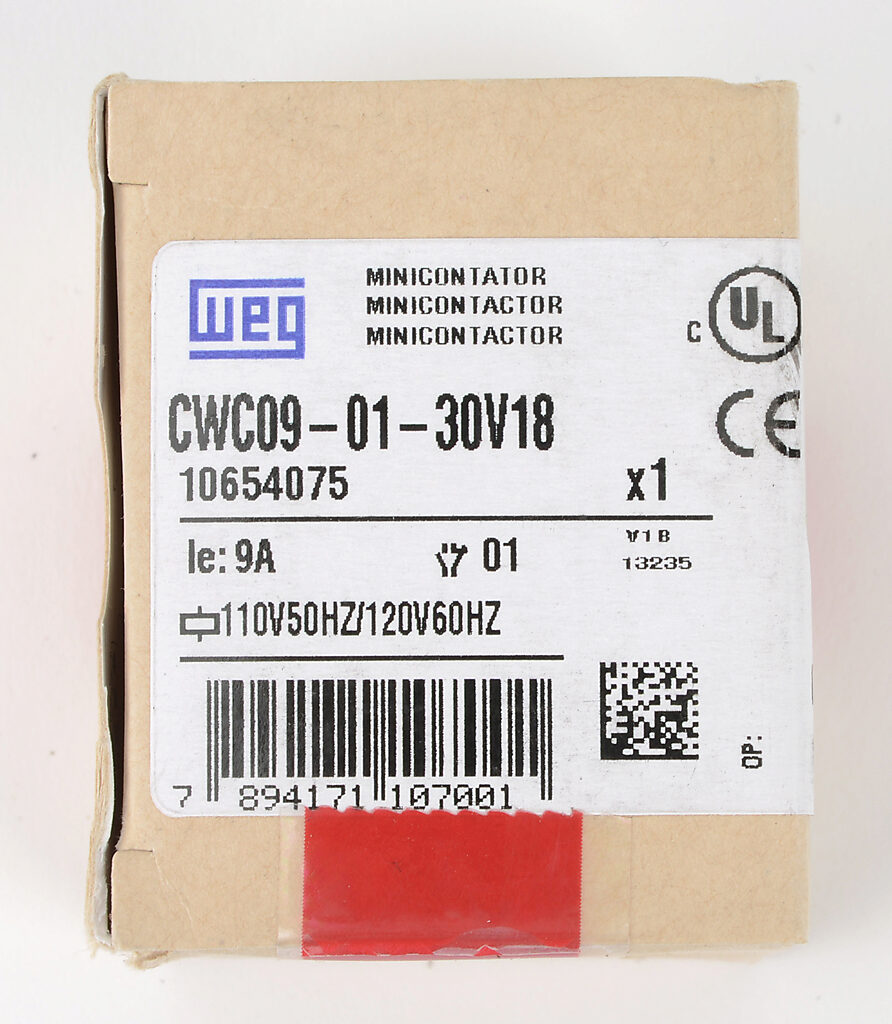 weg
MINICONTATOR
MINICONTACTOR
MINICONTACTOR
C UL
CE
CWC09-01-30V18
10654075
x1
Ie: 9A
01
V1B
13235
110V50HZ/120V60HZ
OP:
7 894171 107001